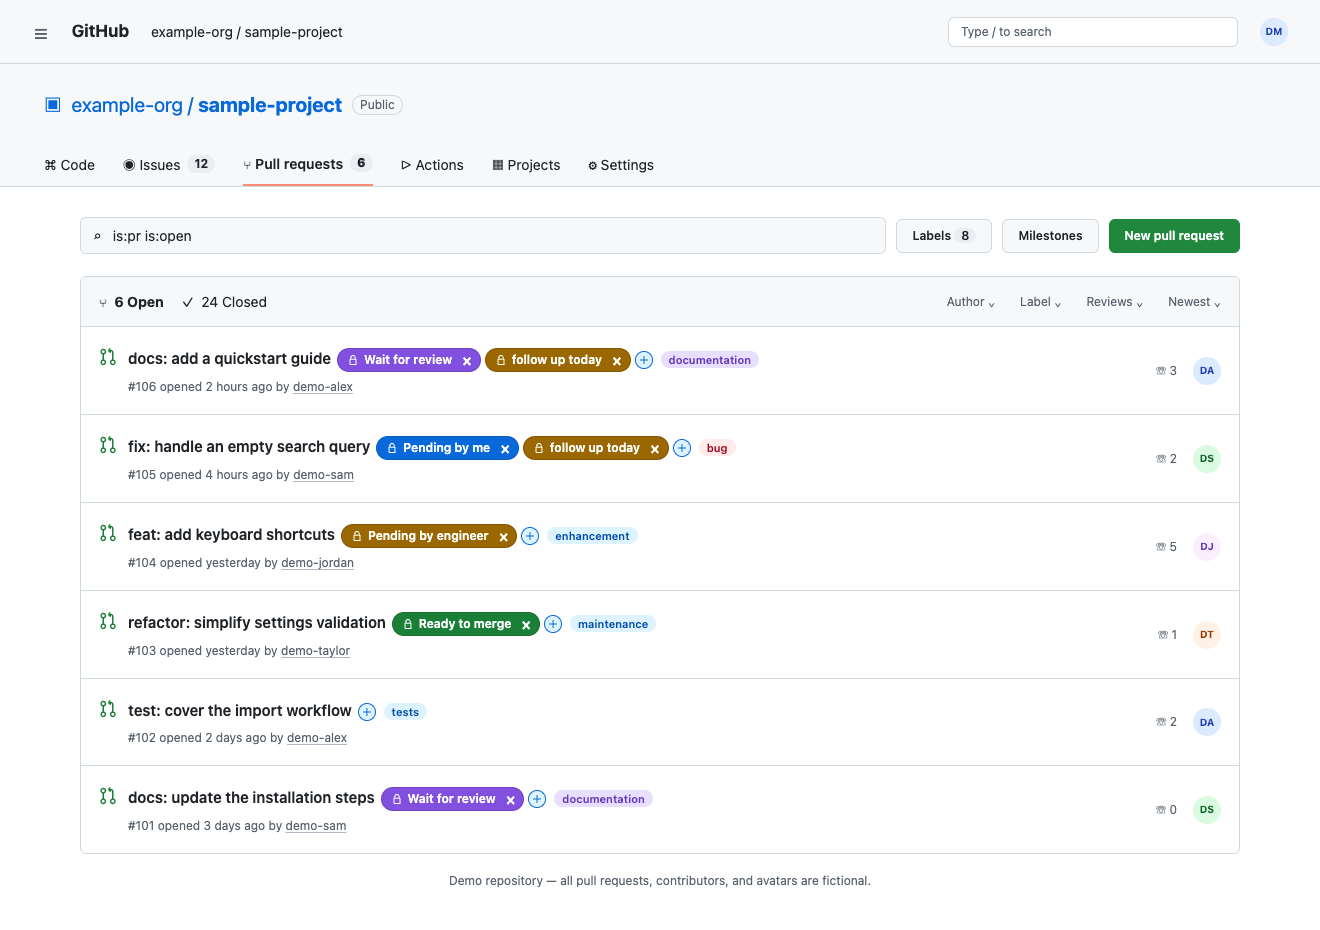 GitHub example-org / sample-project Type / to search DM
example-org / sample-project Public
Code Issues 12 Pull requests 6 Actions Projects Settings
is:pr is:open Labels 8 Milestones New pull request
6 Open 24 Closed Author Label Reviews Newest
docs: add a quickstart guide Wait for review × follow up today × + documentation
#106 opened 2 hours ago by demo-alex 3 DA
fix: handle an empty search query Pending by me × follow up today × + bug
#105 opened 4 hours ago by demo-sam 2 DS
feat: add keyboard shortcuts Pending by engineer × + enhancement
#104 opened yesterday by demo-jordan 5 DJ
refactor: simplify settings validation Ready to merge × + maintenance
#103 opened yesterday by demo-taylor 1 DT
test: cover the import workflow + tests
#102 opened 2 days ago by demo-alex 2 DA
docs: update the installation steps Wait for review × + documentation
#101 opened 3 days ago by demo-sam 0 DS
Demo repository — all pull requests, contributors, and avatars are fictional.